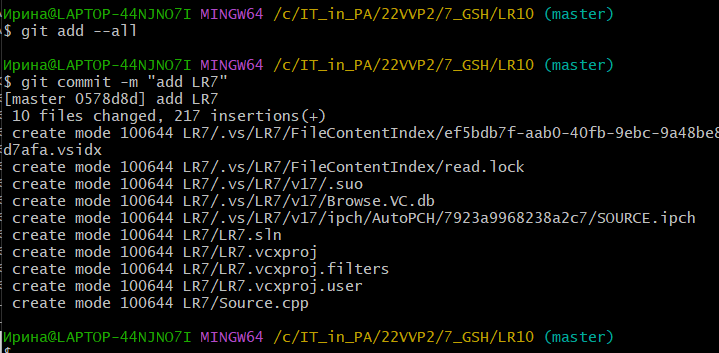 Ирина@LAPTOP-44NJNO7I MINGW64 /c/IT_in_PA/22VVP2/7_GSH/LR10 (master)
$ git add --all
Ирина@LAPTOP-44NJNO7I MINGW64 /c/IT_in_PA/22VVP2/7_GSH/LR10 (master)
$ git commit -m "add LR7"
[master 0578d8d] add LR7
10 files changed, 217 insertions(+)
create mode 100644 LR7/.vs/LR7/FileContentIndex/ef5bdb7f-aab0-40fb-9ebc-9a48be8
d7afa.vsidx
create mode 100644 LR7/.vs/LR7/FileContentIndex/read.lock
create mode 100644 LR7/.vs/LR7/v17/.suo
create mode 100644 LR7/.vs/LR7/v17/Browse.VC.db
create mode 100644 LR7/.vs/LR7/v17/ipch/AutoPCH/7923a9968238a2c7/SOURCE.ipch
create mode 100644 LR7/LR7.sln
create mode 100644 LR7/LR7.vcxproj
create mode 100644 LR7/LR7.vcxproj.filters
create mode 100644 LR7/LR7.vcxproj.user
create mode 100644 LR7/Source.cpp
Ирина@LAPTOP-44NJNO7I MINGW64 /c/IT_in_PA/22VVP2/7_GSH/LR10 (master)
$